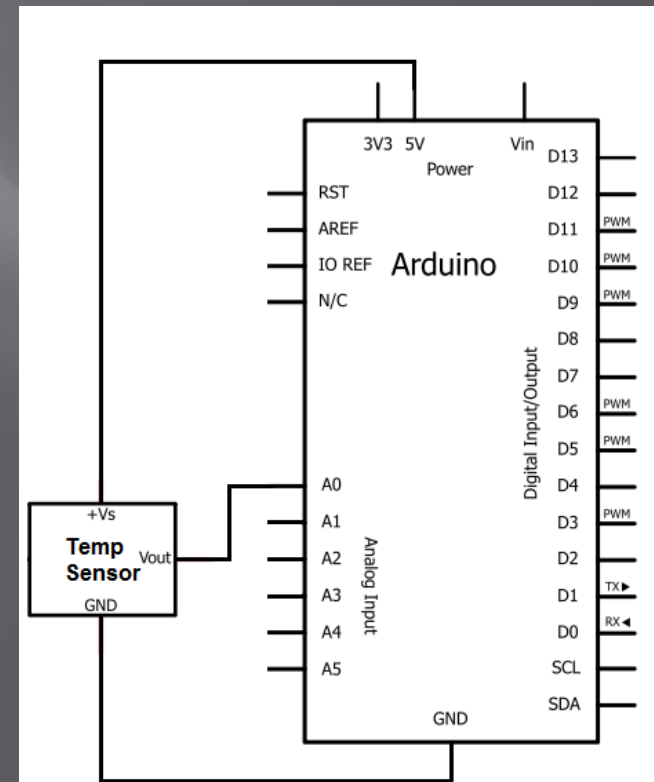 3V3 5V Vin
Power
D13
RST D12
AREF D11 PWM
IO REF Arduino D10 PWM
N/C D9 PWM
D8
D7
D6 PWM
D5 PWM
Digital Input/Output
A0 D4
+Vs
A1 D3 PWM
Temp
Sensor
Vout
A2 D2
Analog Input
A3 D1 TX►
GND
A4 D0 RX◄
A5 SCL
SDA
GND